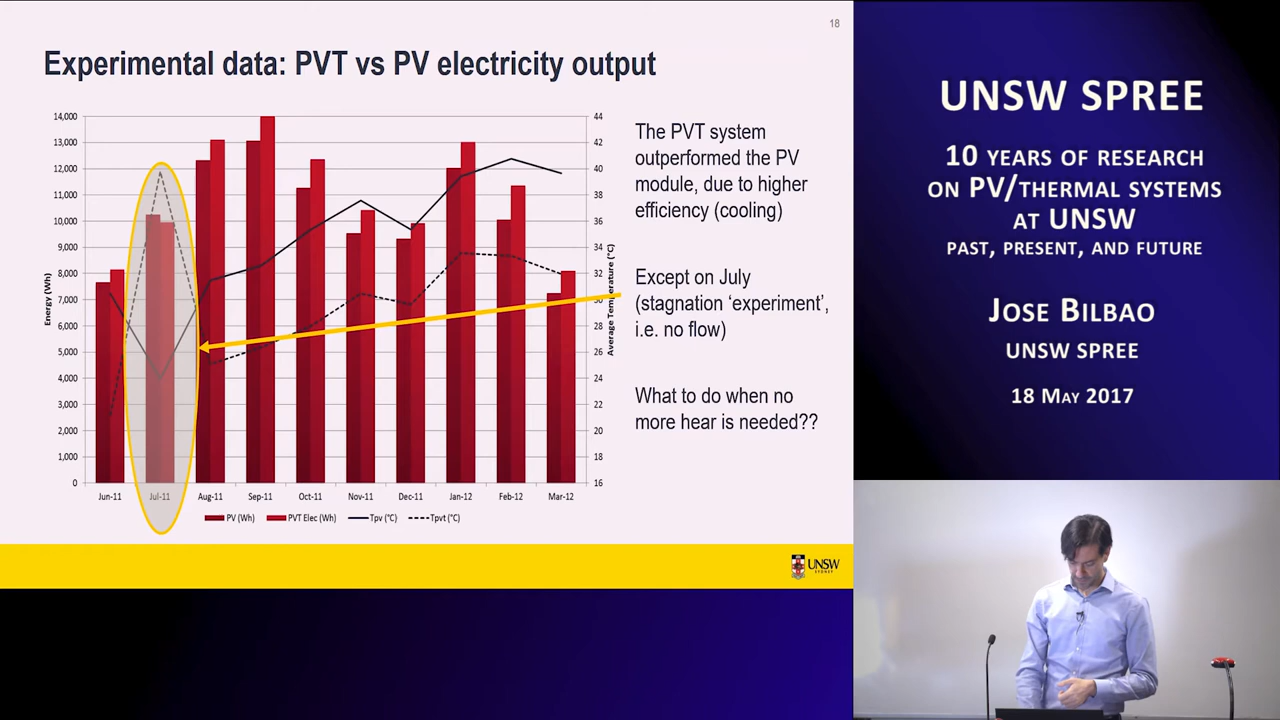 18
Experimental data: PVT vs PV electricity output
14,000
13,000
12,000
11,000
10,000
9,000
8,000
7,000
6,000
5,000
4,000
3,000
2,000
1,000
0
Energy (Wh)
44
42
40
38
36
34
32
30
28
26
24
22
20
18
16
Average Temperature (°C)
Jun-11 Jul-11 Aug-11 Sep-11 Oct-11 Nov-11 Dec-11 Jan-12 Feb-12 Mar-12
PV (Wh) PVT Elec (Wh) Tpv (°C) Tpvt (°C)
The PVT system
outperformed the PV
module, due to higher
efficiency (cooling)
Except on July
(stagnation ‘experiment’,
i.e. no flow)
What to do when no
more hear is needed??
UNSW
SYDNEY
UNSW SPREE
10 YEARS OF RESEARCH
ON PV/THERMAL SYSTEMS
AT UNSW
PAST, PRESENT, AND FUTURE
JOSE BILBAO
UNSW SPREE
18 MAY 2017